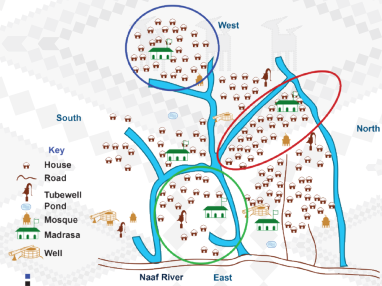 West
South
North
Key
House
Road
Tubewell
Pond
Mosque
Madrasa
Well
Naaf River
East